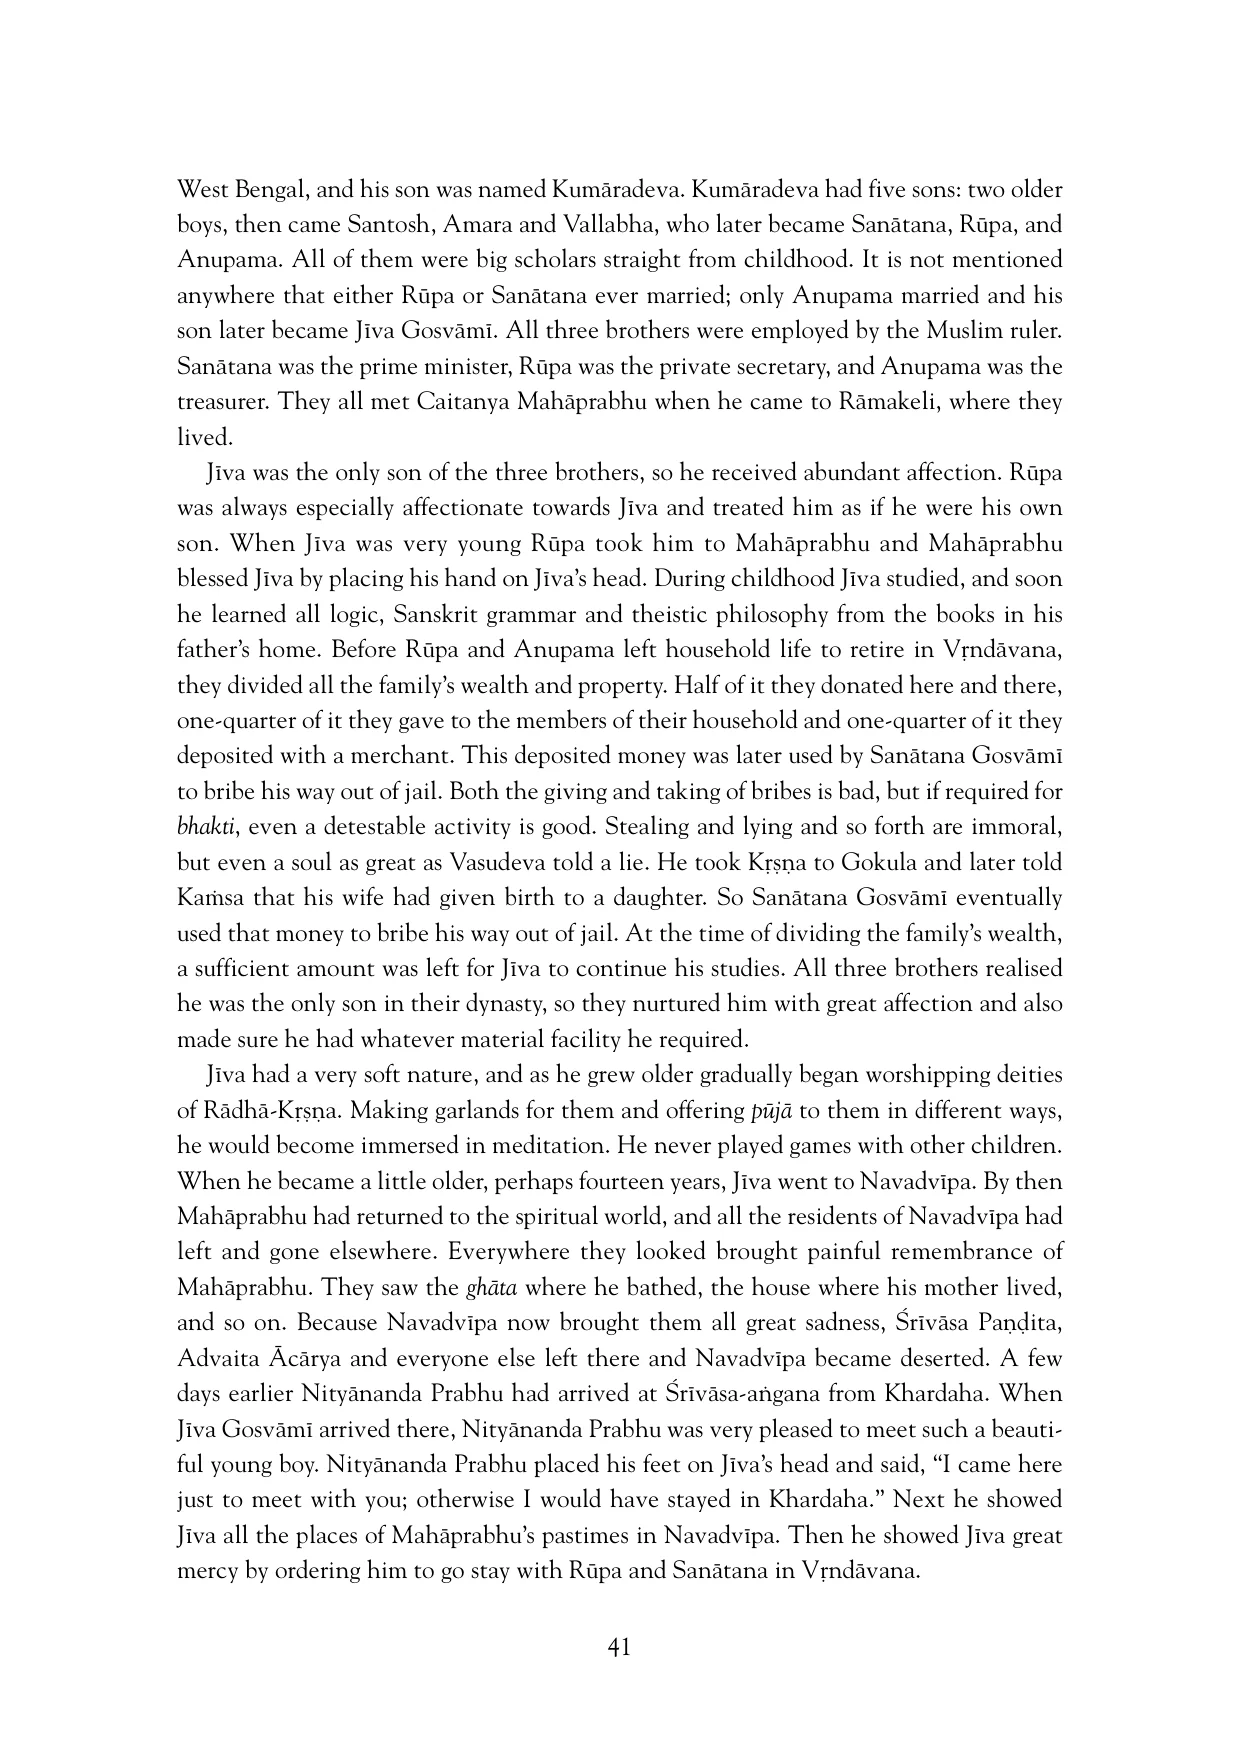 West Bengal, and his son was named Kumāradeva. Kumāradeva had five sons: two older
boys, then came Santosh, Amara and Vallabha, who later became Sanātana, Rūpa, and
Anupama. All of them were big scholars straight from childhood. It is not mentioned
anywhere that either Rūpa or Sanātana ever married; only Anupama married and his
son later became Jīva Gosvāmī. All three brothers were employed by the Muslim ruler.
Sanātana was the prime minister, Rūpa was the private secretary, and Anupama was the
treasurer. They all met Caitanya Mahāprabhu when he came to Rāmakeli, where they
lived.
Jīva was the only son of the three brothers, so he received abundant affection. Rūpa
was always especially affectionate towards Jīva and treated him as if he were his own
son. When Jīva was very young Rūpa took him to Mahāprabhu and Mahāprabhu
blessed Jīva by placing his hand on Jīva’s head. During childhood Jīva studied, and soon
he learned all logic, Sanskrit grammar and theistic philosophy from the books in his
father’s home. Before Rūpa and Anupama left household life to retire in Vṛndāvana,
they divided all the family’s wealth and property. Half of it they donated here and there,
one-quarter of it they gave to the members of their household and one-quarter of it they
deposited with a merchant. This deposited money was later used by Sanātana Gosvāmī
to bribe his way out of jail. Both the giving and taking of bribes is bad, but if required for
bhakti, even a detestable activity is good. Stealing and lying and so forth are immoral,
but even a soul as great as Vasudeva told a lie. He took Kṛṣṇa to Gokula and later told
Kaṁsa that his wife had given birth to a daughter. So Sanātana Gosvāmī eventually
used that money to bribe his way out of jail. At the time of dividing the family’s wealth,
a sufficient amount was left for Jīva to continue his studies. All three brothers realised
he was the only son in their dynasty, so they nurtured him with great affection and also
made sure he had whatever material facility he required.
Jīva had a very soft nature, and as he grew older gradually began worshipping deities
of Rādhā-Kṛṣṇa. Making garlands for them and offering pūjā to them in different ways,
he would become immersed in meditation. He never played games with other children.
When he became a little older, perhaps fourteen years, Jīva went to Navadvīpa. By then
Mahāprabhu had returned to the spiritual world, and all the residents of Navadvīpa had
left and gone elsewhere. Everywhere they looked brought painful remembrance of
Mahāprabhu. They saw the ghāta where he bathed, the house where his mother lived,
and so on. Because Navadvīpa now brought them all great sadness, Śrīvāsa Paṇḍita,
Advaita Ācārya and everyone else left there and Navadvīpa became deserted. A few
days earlier Nityānanda Prabhu had arrived at Śrīvāsa-aṅgana from Khardaha. When
Jīva Gosvāmī arrived there, Nityānanda Prabhu was very pleased to meet such a beauti-
ful young boy. Nityānanda Prabhu placed his feet on Jīva’s head and said, “I came here
just to meet with you; otherwise I would have stayed in Khardaha.” Next he showed
Jīva all the places of Mahāprabhu’s pastimes in Navadvīpa. Then he showed Jīva great
mercy by ordering him to go stay with Rūpa and Sanātana in Vṛndāvana.
41